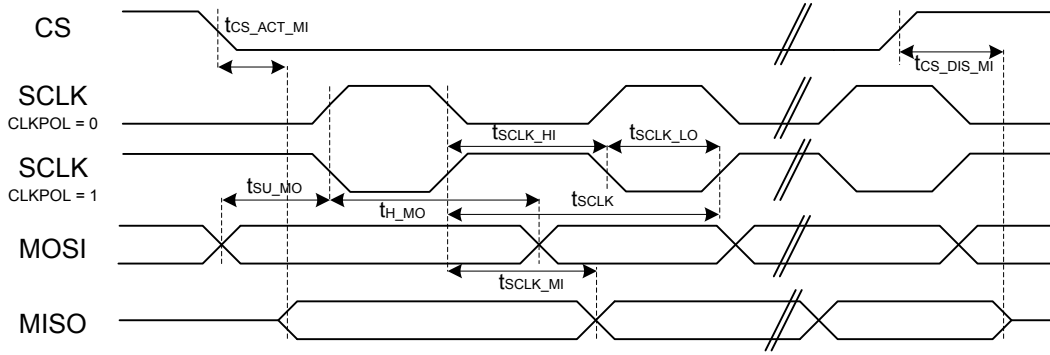 CS
tCS_ACT_MI
tCS_DIS_MI
SCLK
CLKPOL = 0
tSCLK_HI
tSCLK_LO
SCLK
CLKPOL = 1
tSU_MO
tH_MO
tSCLK
MOSI
tSCLK_MI
MISO